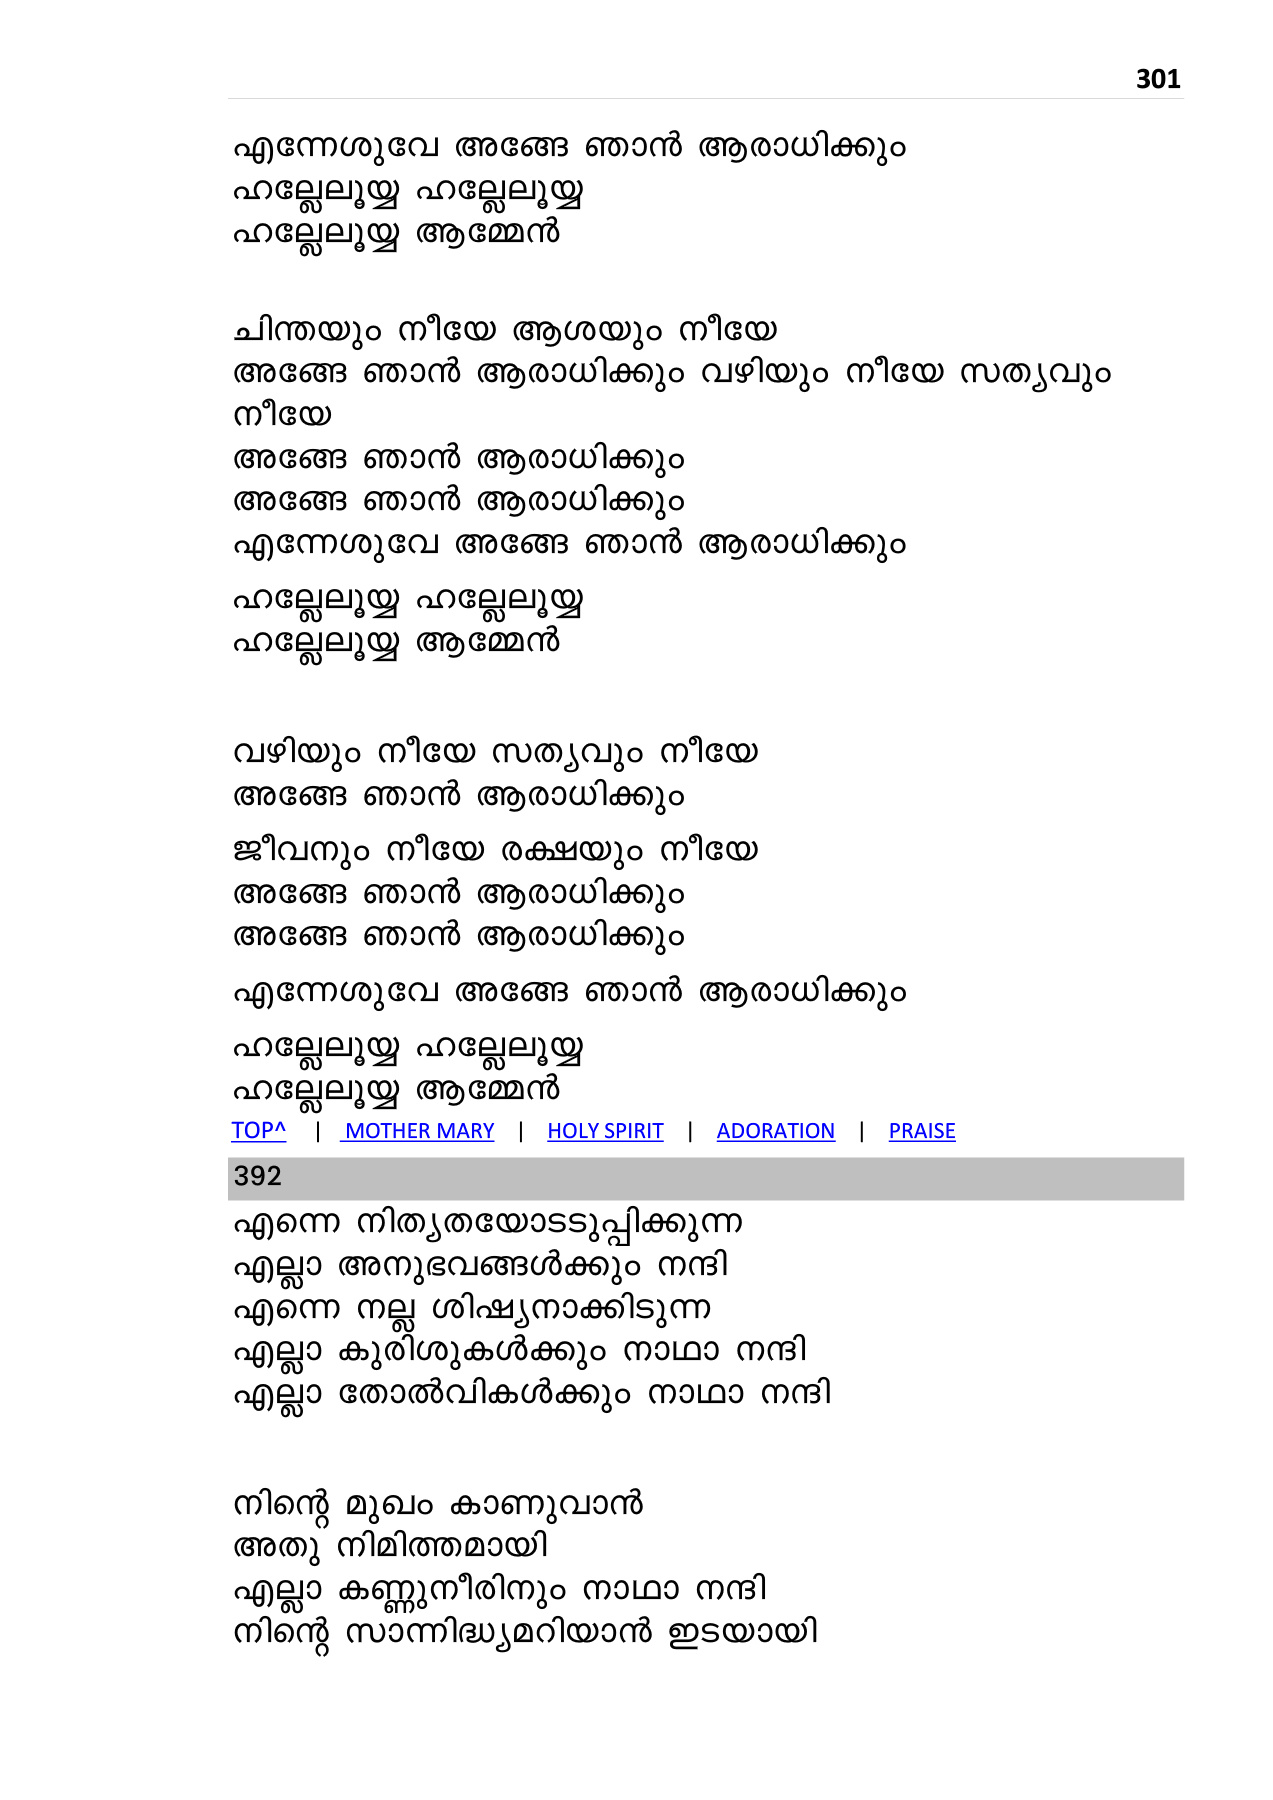 301
എന്നേശുവേ അങ്ങേ ഞാൻ ആരാധിക്കും
ഹല്ലേലൂയ്യ ഹല്ലേലൂയ്യ
ഹല്ലേലൂയ്യ ആമ്മേൻ
ചിന്തയും നീയേ ആശയും നീയേ
അങ്ങേ ഞാൻ ആരാധിക്കും വഴിയും നീയേ സത്യവും
നീയേ
അങ്ങേ ഞാൻ ആരാധിക്കും
അങ്ങേ ഞാൻ ആരാധിക്കും
എന്നേശുവേ അങ്ങേ ഞാൻ ആരാധിക്കും
ഹല്ലേലൂയ്യ ഹല്ലേലൂയ്യ
ഹല്ലേലൂയ്യ ആമ്മേൻ
വഴിയും നീയേ സത്യവും നീയേ
അങ്ങേ ഞാൻ ആരാധിക്കും
ജീവനും നീയേ രക്ഷയും നീയേ
അങ്ങേ ഞാൻ ആരാധിക്കും
അങ്ങേ ഞാൻ ആരാധിക്കും
എന്നേശുവേ അങ്ങേ ഞാൻ ആരാധിക്കും
ഹല്ലേലൂയ്യ ഹല്ലേലൂയ്യ
ഹല്ലേലൂയ്യ ആമ്മേൻ
TOP^ | MOTHER MARY | HOLY SPIRIT | ADORATION | PRAISE
392
എന്നെ നിത്യതയോടടുപ്പിക്കുന്ന
എല്ലാ അനുഭവങ്ങൾക്കും നന്ദി
എന്നെ നല്ല ശിഷ്യനാക്കിടുന്ന
എല്ലാ കുരിശുകൾക്കും നാഥാ നന്ദി
എല്ലാ തോൽവികൾക്കും നാഥാ നന്ദി
നിന്റെ മുഖം കാണുവാൻ
അതു നിമിത്തമായി
എല്ലാ കണ്ണുനീരിനും നാഥാ നന്ദി
നിന്റെ സാന്നിദ്ധ്യമറിയാൻ ഇടയായി